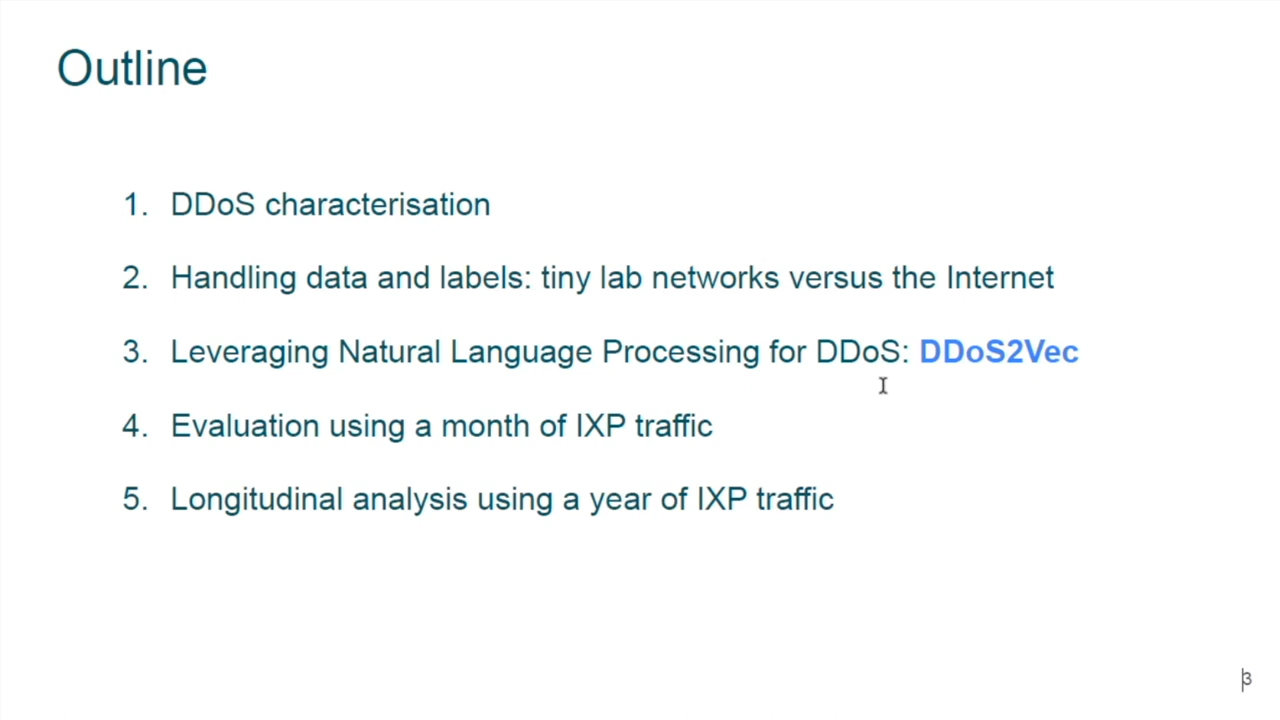 Outline
1. DDoS characterisation
2. Handling data and labels: tiny lab networks versus the Internet
3. Leveraging Natural Language Processing for DDoS: DDoS2Vec
4. Evaluation using a month of IXP traffic
5. Longitudinal analysis using a year of IXP traffic
3